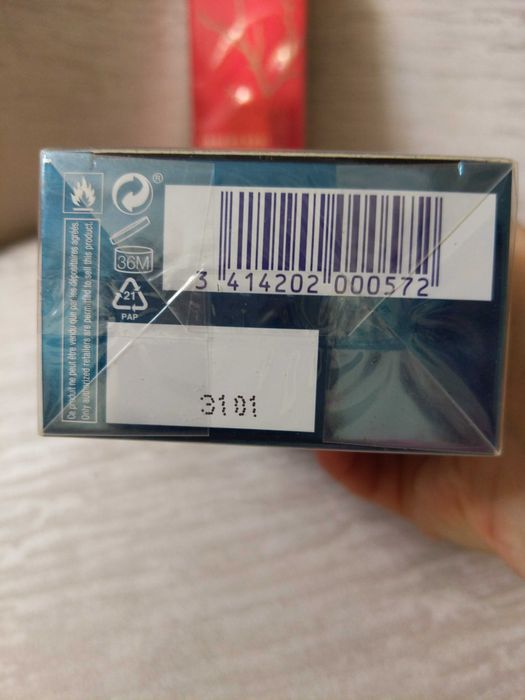 Ce produit ne peut être vendu que par les dépositaires agréés
Only authorized retailers are permitted to sell this product.
®
36M
21
PAP
3 414202 000572
3101